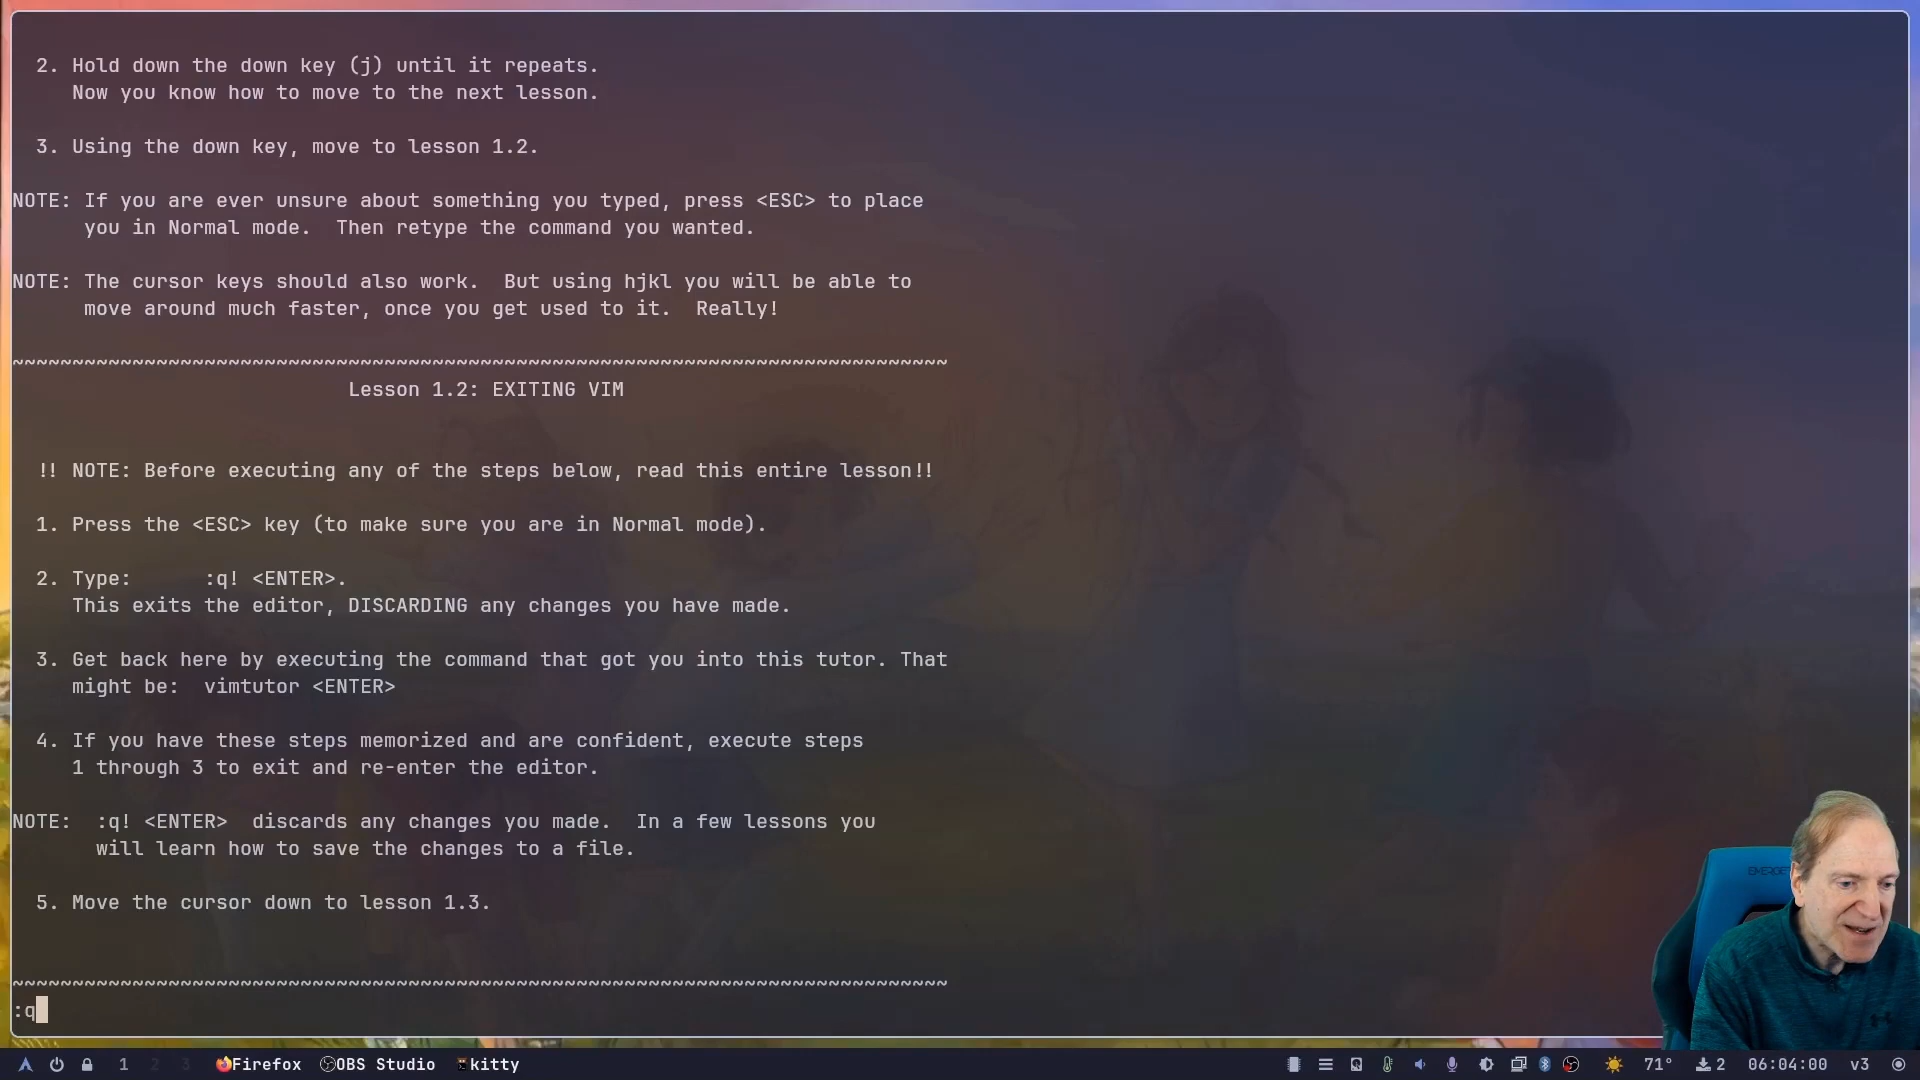 2. Hold down the down key (j) until it repeats.
Now you know how to move to the next lesson.
3. Using the down key, move to lesson 1.2.
NOTE: If you are ever unsure about something you typed, press <ESC> to place
you in Normal mode.  Then retype the command you wanted.
NOTE: The cursor keys should also work.  But using hjkl you will be able to
move around much faster, once you get used to it.  Really!
~~~~~~~~~~~~~~~~~~~~~~~~~~~~~~~~~~~~~~~~~~~~~~~~~~~~~~~~~~~~~~~~~~~~~~~~~~~~~~
Lesson 1.2: EXITING VIM
!! NOTE: Before executing any of the steps below, read this entire lesson!!
1. Press the <ESC> key (to make sure you are in Normal mode).
2. Type:      :q! <ENTER>.
This exits the editor, DISCARDING any changes you have made.
3. Get back here by executing the command that got you into this tutor. That
might be:  vimtutor <ENTER>
4. If you have these steps memorized and are confident, execute steps
1 through 3 to exit and re-enter the editor.
NOTE:  :q! <ENTER>  discards any changes you made.  In a few lessons you
will learn how to save the changes to a file.
5. Move the cursor down to lesson 1.3.
~~~~~~~~~~~~~~~~~~~~~~~~~~~~~~~~~~~~~~~~~~~~~~~~~~~~~~~~~~~~~~~~~~~~~~~~~~~~~~
:q
1 2 3 Firefox OBS Studio kitty 71° 2 06:04:00 v3